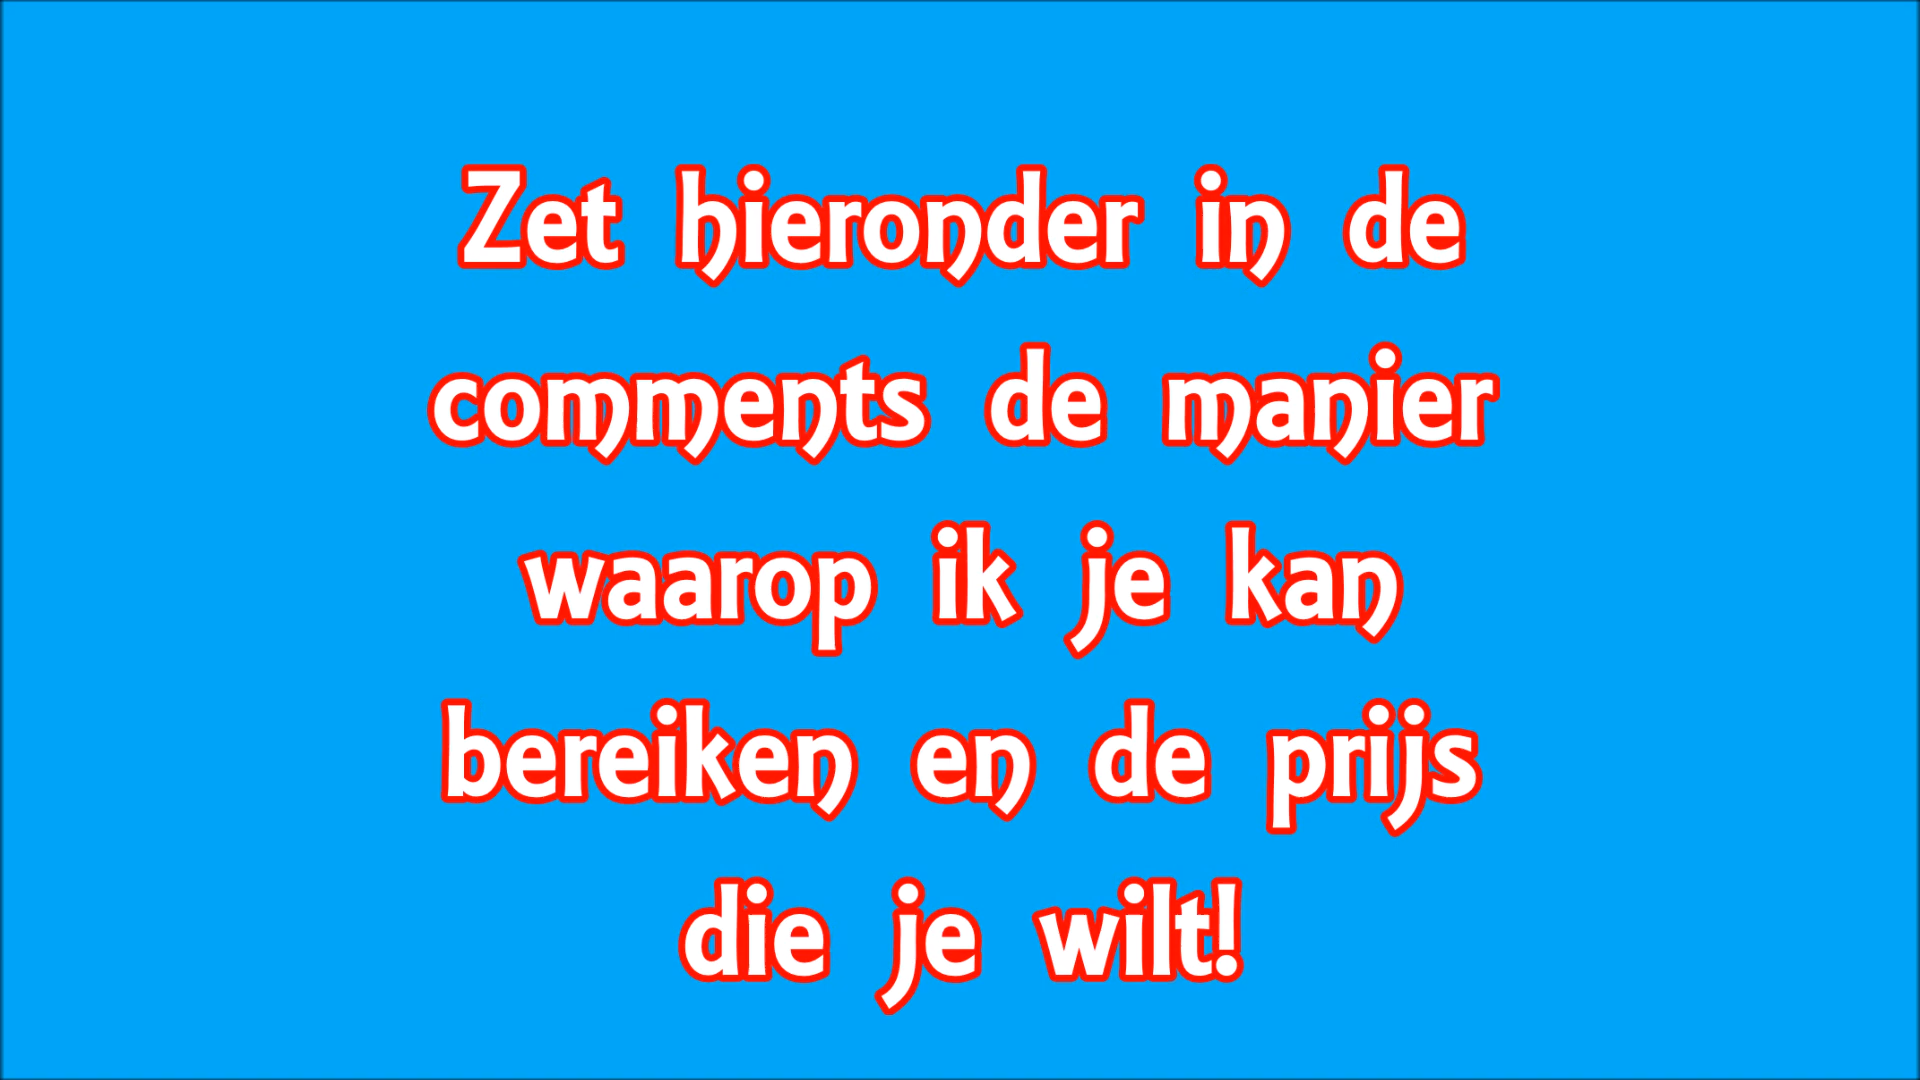 Zet hieronder in de
comments de manier
waarop ik je kan
bereiken en de prijs
die je wilt!